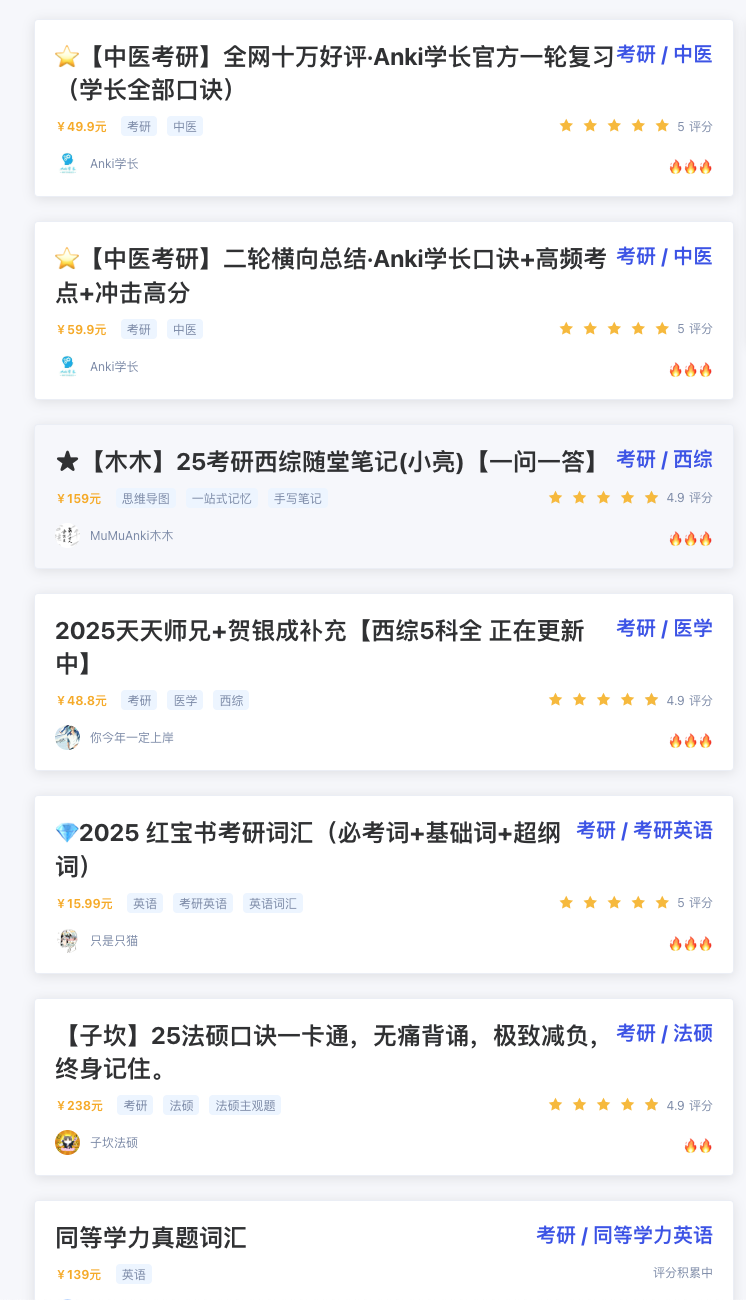 ⭐【中医考研】全网十万好评·Anki学长官方一轮复习
（学长全部口诀）
考研 / 中医
￥49.9元 考研 中医 5 评分
Anki学长
⭐【中医考研】二轮横向总结·Anki学长口诀+高频考
点+冲击高分
考研 / 中医
￥59.9元 考研 中医 5 评分
Anki学长
★【木木】25考研西综随堂笔记(小亮)【一问一答】 考研 / 西综
￥159元 思维导图 一站式记忆 手写笔记 4.9 评分
MuMuAnki木木
2025天天师兄+贺银成补充【西综5科全 正在更新
中】
考研 / 医学
￥48.8元 考研 医学 西综 4.9 评分
你今年一定上岸
💎2025 红宝书考研词汇（必考词+基础词+超纲
词）
考研 / 考研英语
￥15.99元 英语 考研英语 英语词汇 5 评分
只是只猫
【子坎】25法硕口诀一卡通，无痛背诵，极致减负，
终身记住。
考研 / 法硕
￥238元 考研 法硕 法硕主观题 4.9 评分
子坎法硕
同等学力真题词汇 考研 / 同等学力英语
￥139元 英语 评分积累中